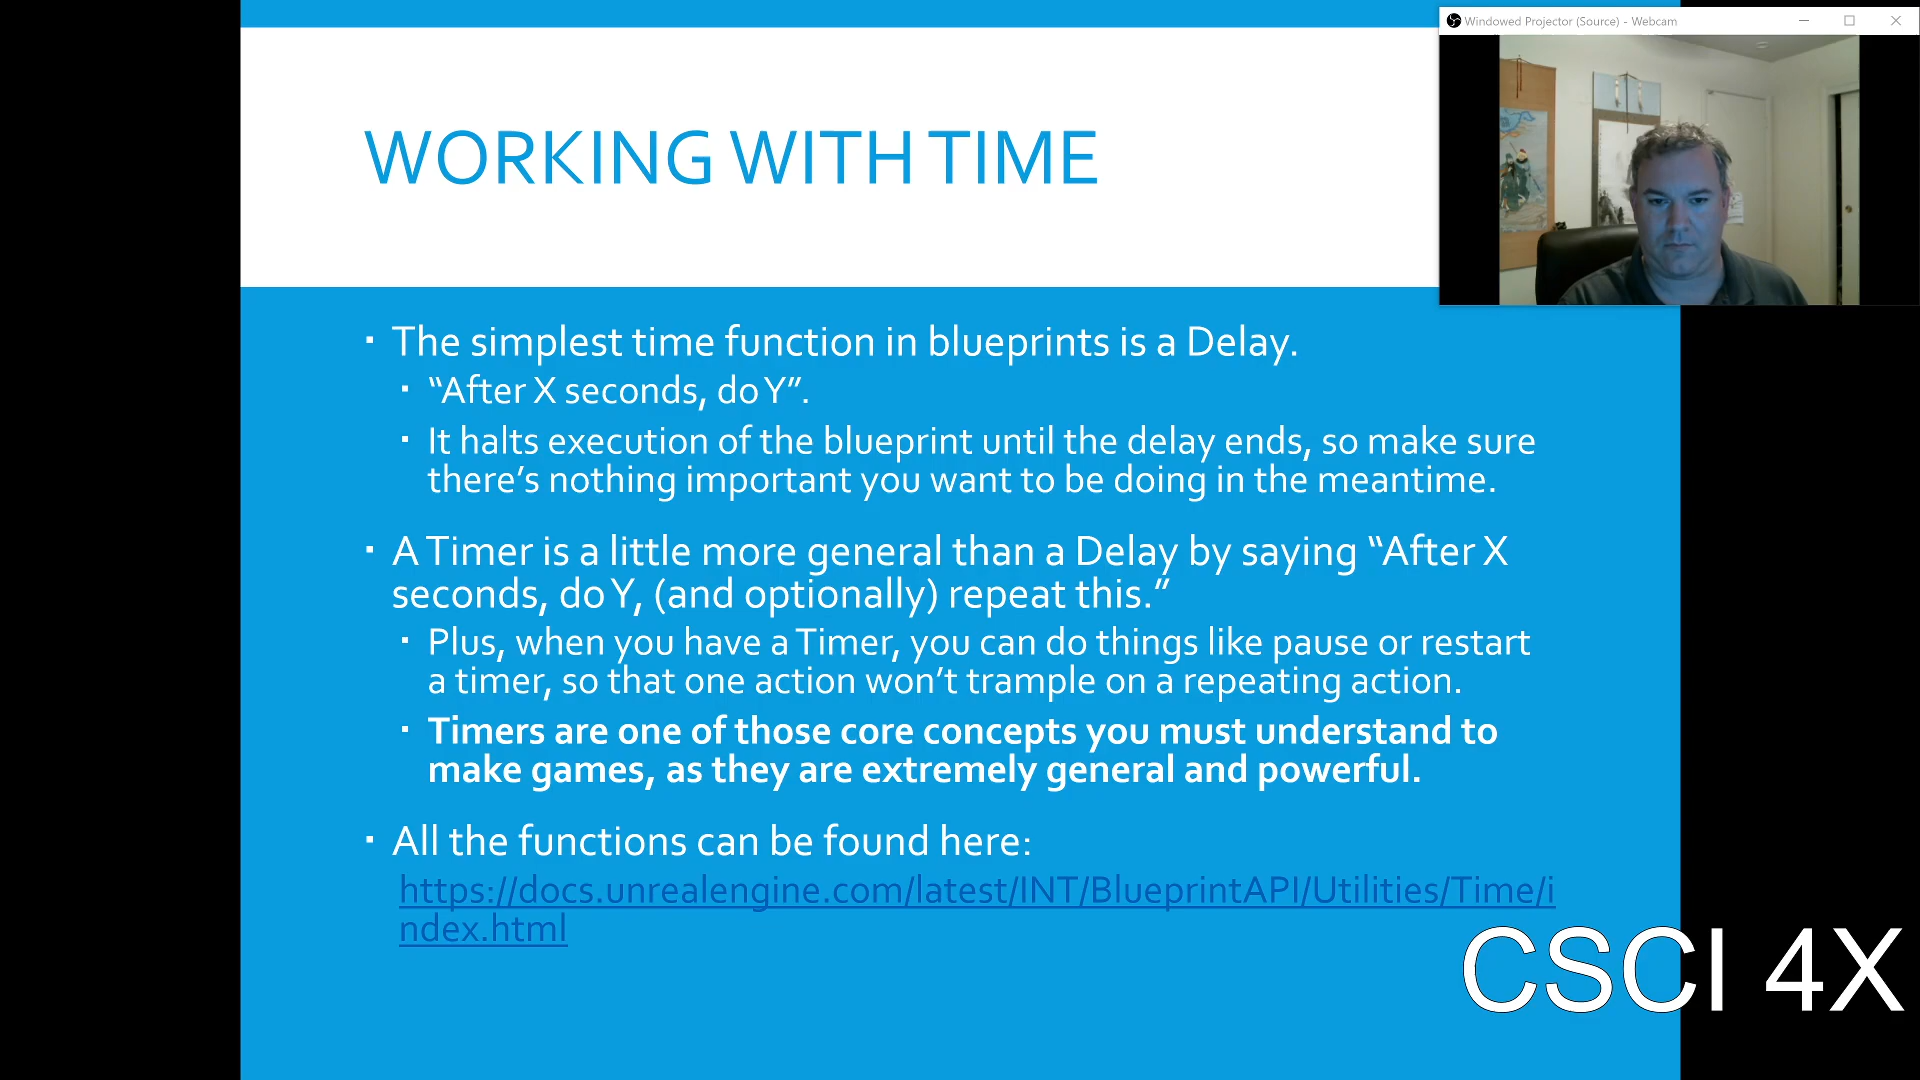 Windowed Projector (Source) - Webcam
WORKING WITH TIME
▪ The simplest time function in blueprints is a Delay.
▪ “After X seconds, do Y”.
▪ It halts execution of the blueprint until the delay ends, so make sure
there’s nothing important you want to be doing in the meantime.
▪ A Timer is a little more general than a Delay by saying “After X
seconds, do Y, (and optionally) repeat this.”
▪ Plus, when you have a Timer, you can do things like pause or restart
a timer, so that one action won’t trample on a repeating action.
▪ Timers are one of those core concepts you must understand to
make games, as they are extremely general and powerful.
▪ All the functions can be found here:
https://docs.unrealengine.com/latest/INT/BlueprintAPI/Utilities/Time/i
ndex.html
CSCI 4X